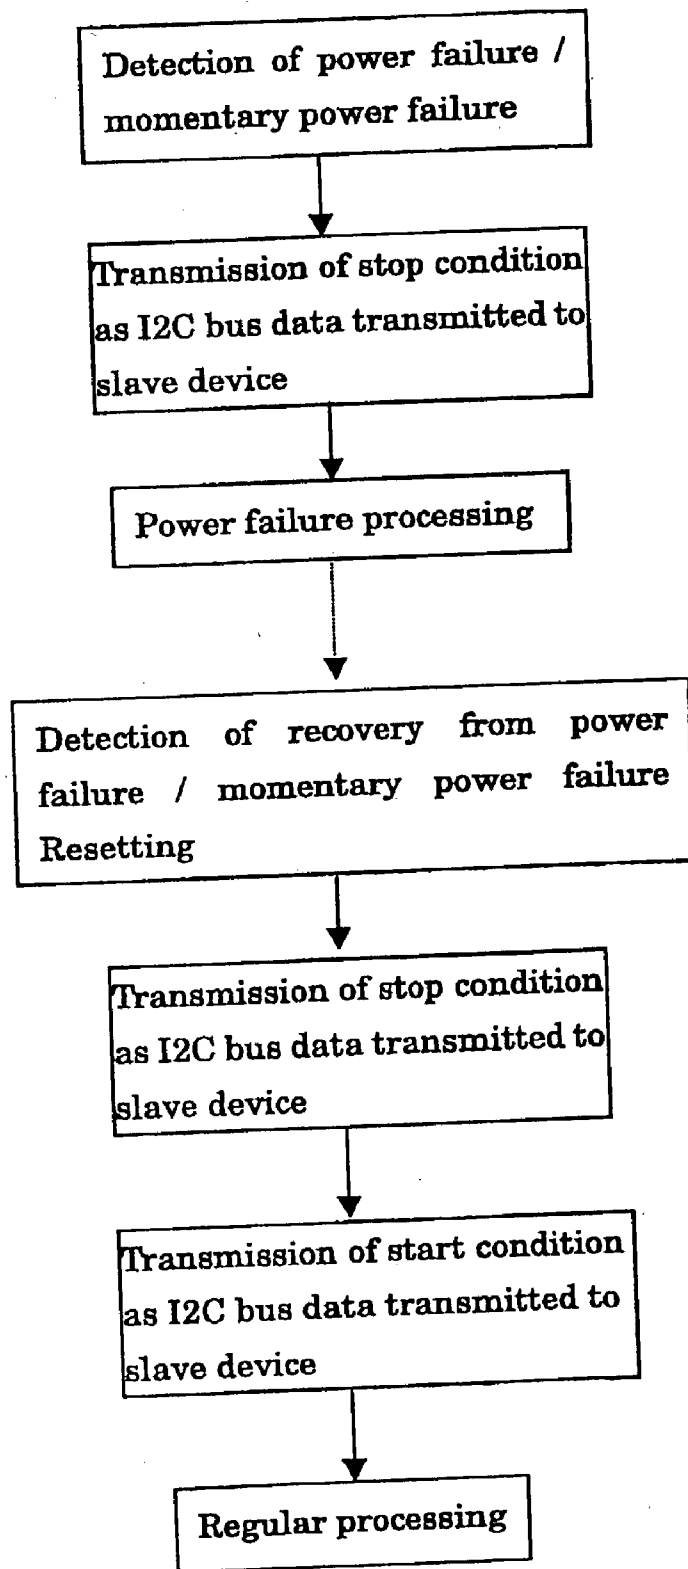 Detection of power failure /
momentary power failure
Transmission of stop condition
as I2C bus data transmitted to
slave device
Power failure processing
Detection of recovery from power
failure / momentary power failure
Resetting
Transmission of stop condition
as I2C bus data transmitted to
slave device
Transmission of start condition
as I2C bus data transmitted to
slave device
Regular processing